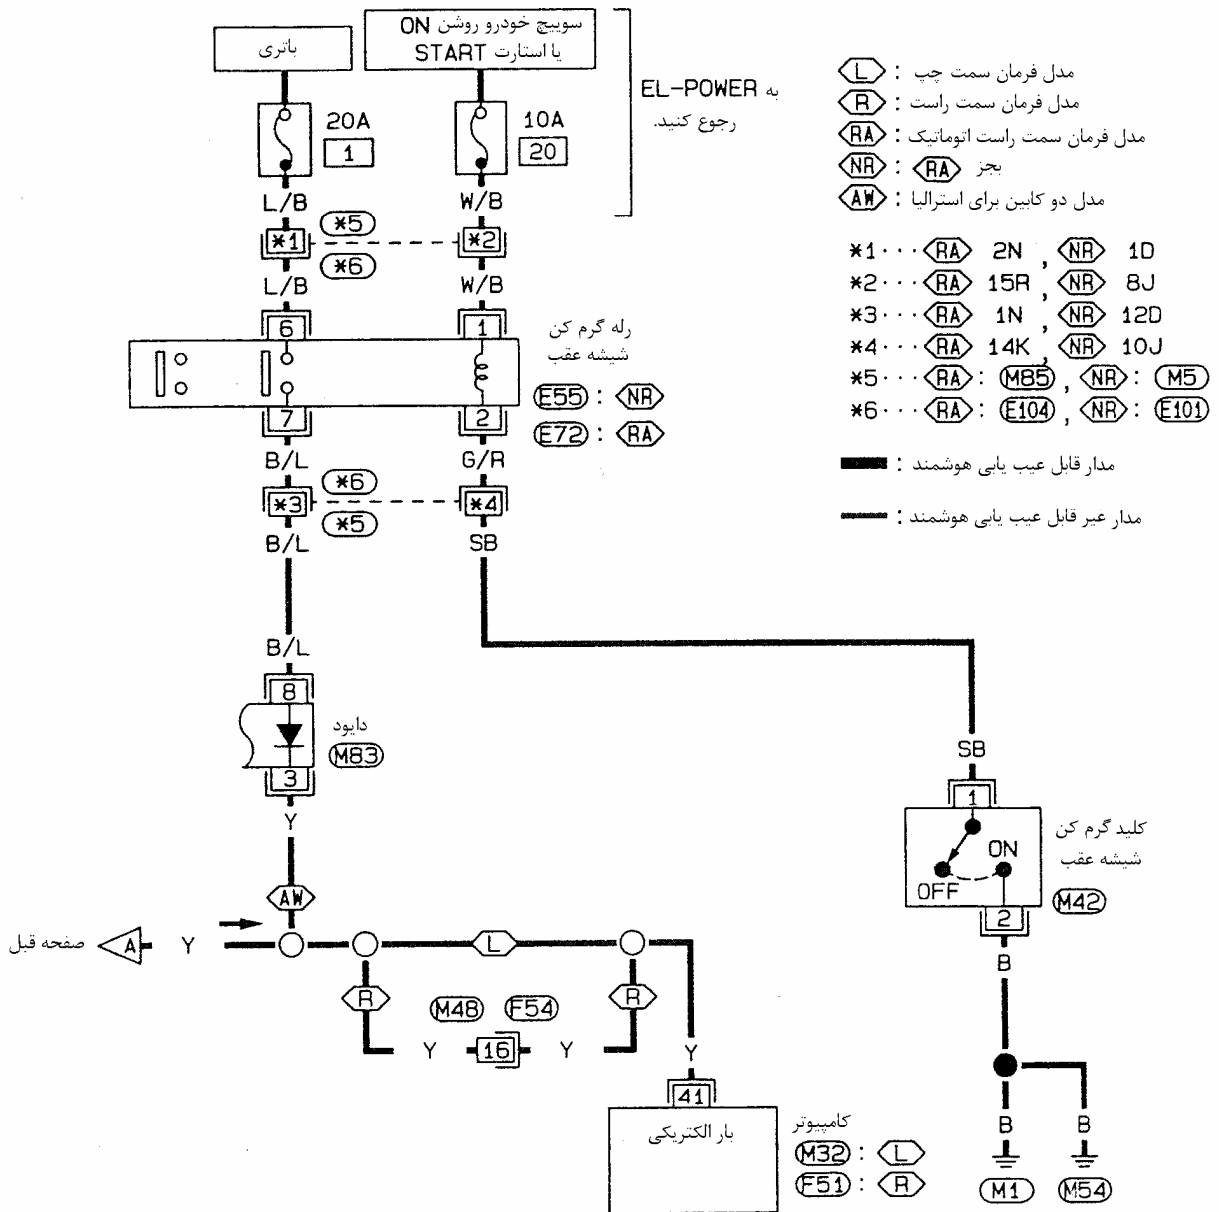 باتری
سوییچ خودرو روشن ON
یا استارت START
به EL-POWER
رجوع کنید.
20A
1
10A
20
L/B
W/B
*1
*5
*2
*6
L/B
W/B
6
1
رله گرم کن
شیشه عقب
E55 : NR
E72 : RA
7
2
B/L
G/R
*3
*6
*4
*5
B/L
SB
B/L
8
دایود
M83
3
Y
AW
صفحه قبل
A
Y
L
R
M48
F54
R
Y
16
Y
Y
41
بار الکتریکی
کامپیوتر
M32 : L
F51 : R
SB
1
کلید گرم کن
شیشه عقب
ON
OFF
M42
2
B
B
B
M1
M54
L : مدل فرمان سمت چپ
R : مدل فرمان سمت راست
RA : مدل فرمان سمت راست اتوماتیک
NR : RA بجز
AW : مدل دو کابین برای استرالیا
*1··· RA 2N , NR 1D
*2··· RA 15R , NR 8J
*3··· RA 1N , NR 12D
*4··· RA 14K , NR 10J
*5··· RA : M85 , NR : M5
*6··· RA : E104 , NR : E101
: مدار قابل عیب یابی هوشمند
: مدار عیر قابل عیب یابی هوشمند